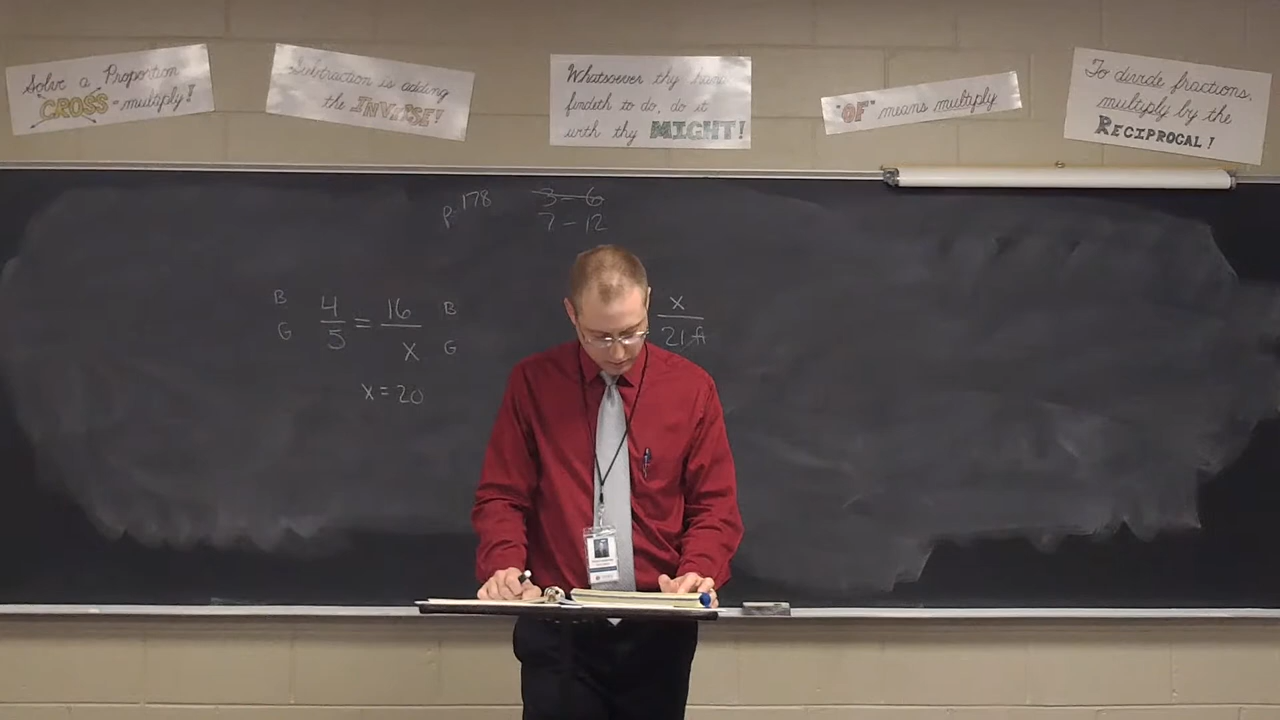 Solve a Proportion
CROSS-multiply!
Subtraction is adding
the INVERSE!
Whatsoever thy hand
findeth to do, do it
with thy MIGHT!
"OF" means multiply
To divide fractions,
multiply by the
RECIPROCAL!
p. 178 3-6
7-12
B 4/5 = 16/x B
G G
x = 20
x
21 ft